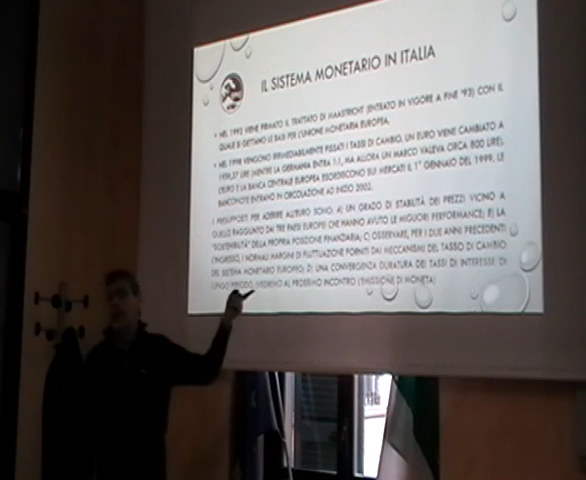 IL SISTEMA MONETARIO IN ITALIA
• NEL 1992 VIENE FIRMATO IL TRATTATO DI MAASTRICHT (ENTRATO IN VIGORE A FINE '93) CON IL
QUALE SI GETTANO LE BASI PER L'UNIONE MONETARIA EUROPEA.
• NEL 1998 VENGONO IRRIMEDIABILMENTE FISSATI I TASSI DI CAMBIO, UN EURO VIENE CAMBIATO A
1936,27 LIRE (MENTRE LA GERMANIA ENTRA 1:1, MA ALLORA UN MARCO VALEVA CIRCA 800 LIRE).
L'EURO E LA BANCA CENTRALE EUROPEA ESORDISCONO SUI MERCATI IL 1° GENNAIO DEL 1999. LE
BANCONOTE ENTRANO IN CIRCOLAZIONE AD INIZIO 2002.
I PRESUPPOSTI PER ADERIRE ALL'EURO SONO: A) UN GRADO DI STABILITÀ DEI PREZZI VICINO A
QUELLO RAGGIUNTO DAI TRE PAESI EUROPEI CHE HANNO AVUTO LE MIGLIORI PERFORMANCE; B) LA
"SOSTENIBILITÀ" DELLA PROPRIA POSIZIONE FINANZIARIA; C) OSSERVARE, PER I DUE ANNI PRECEDENTI
L'INGRESSO, I NORMALI MARGINI DI FLUTTUAZIONE FORNITI DAI MECCANISMI DEL TASSO DI CAMBIO
DEL SISTEMA MONETARIO EUROPEO; D) UNA CONVERGENZA DURATURA DEI TASSI DI INTERESSE DI
LUNGO PERIODO. (VEDREMO AL PROSSIMO INCONTRO L'EMISSIONE DI MONETA)